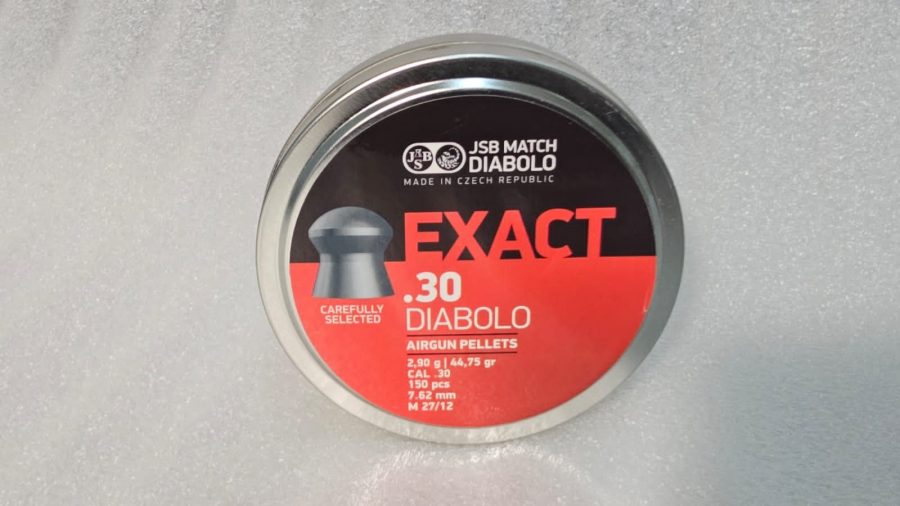 JSB
JSB MATCH
DIABOLO
MADE IN CZECH REPUBLIC
EXACT
.30
DIABOLO
CAREFULLY
SELECTED
AIRGUN PELLETS
2,90 g | 44,75 gr
CAL .30
150 pcs
7.62 mm
M 27/12